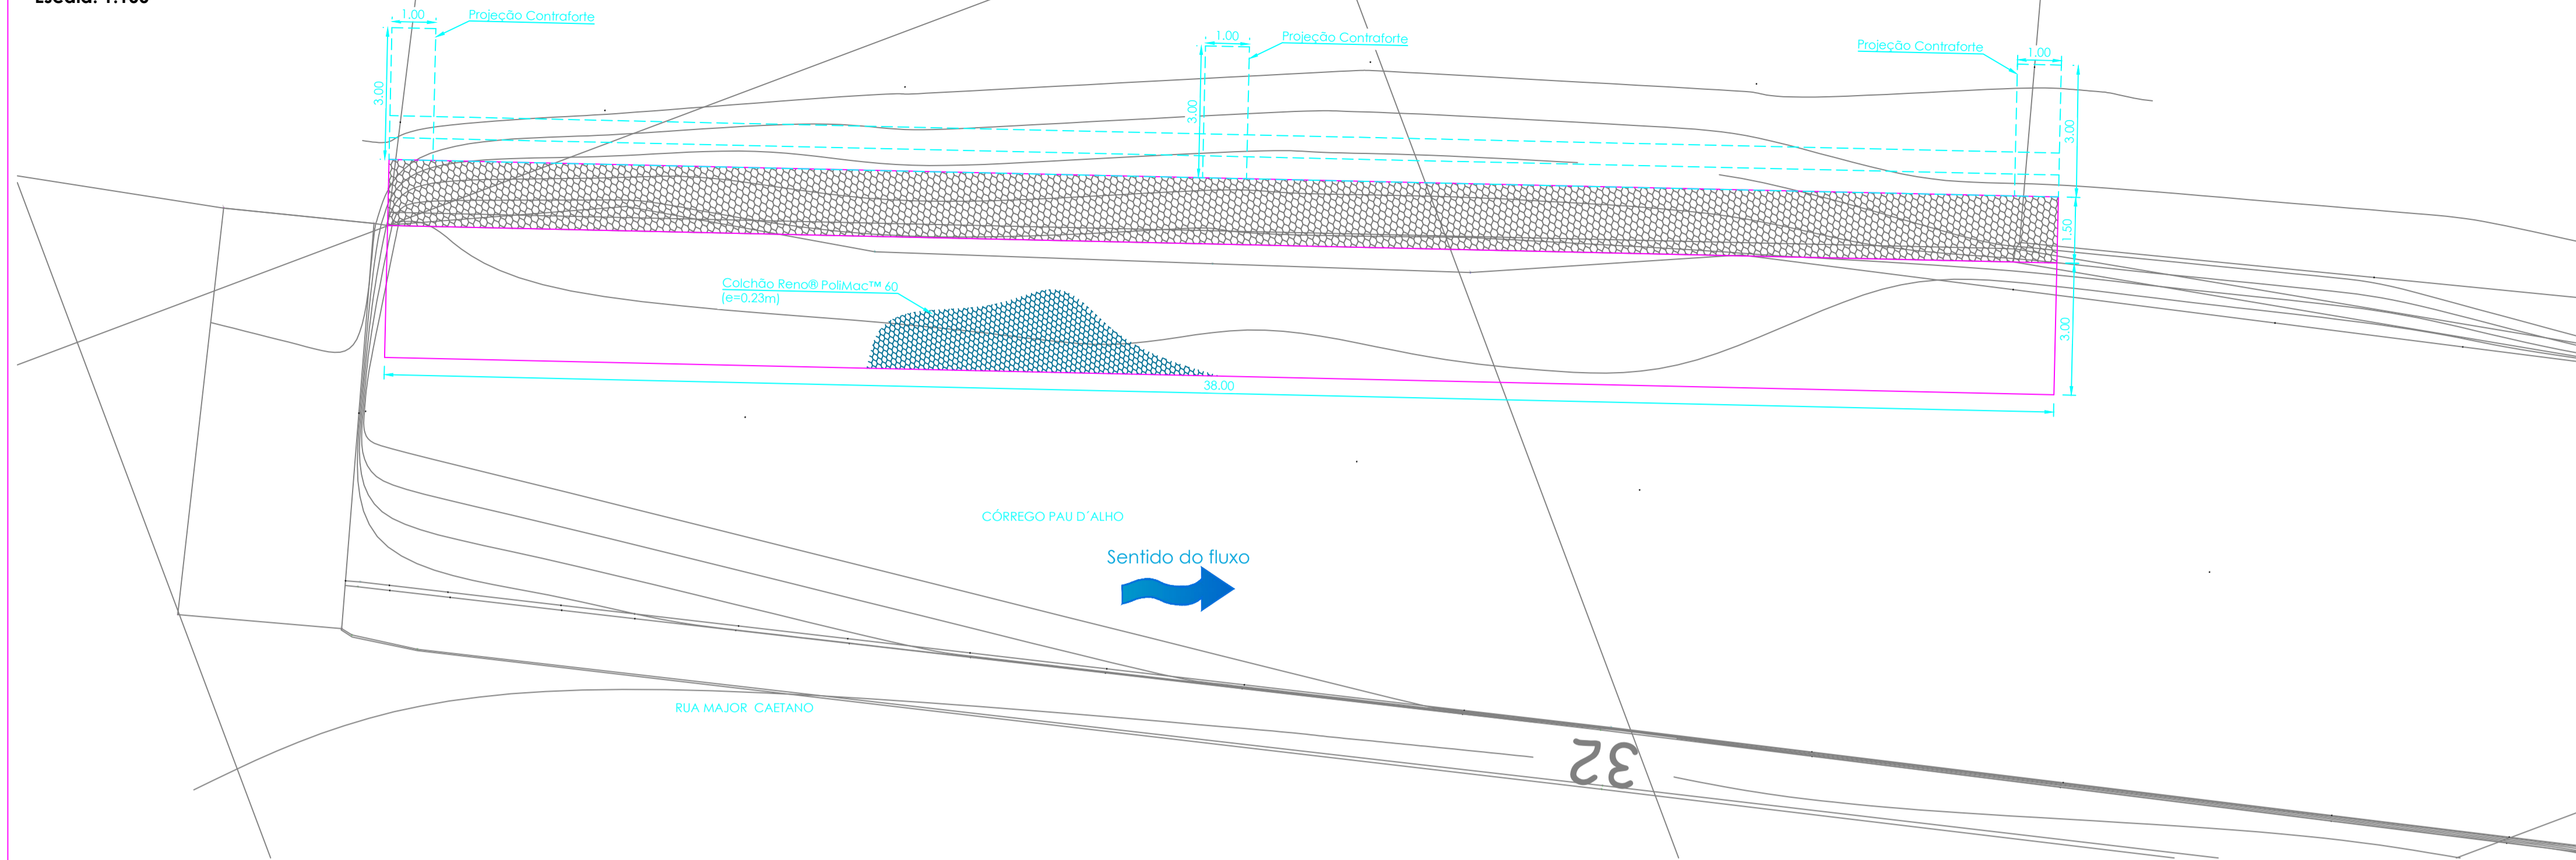 1.00
Projeção Contraforte
1.00
Projeção Contraforte
Projeção Contraforte
1.00
3.00
3.00
3.00
1.50
Colchão Reno® PoliMac™ 60
(e=0.23m)
3.00
38.00
CÓRREGO PAU D´ALHO
Sentido do fluxo
RUA MAJOR CAETANO
32